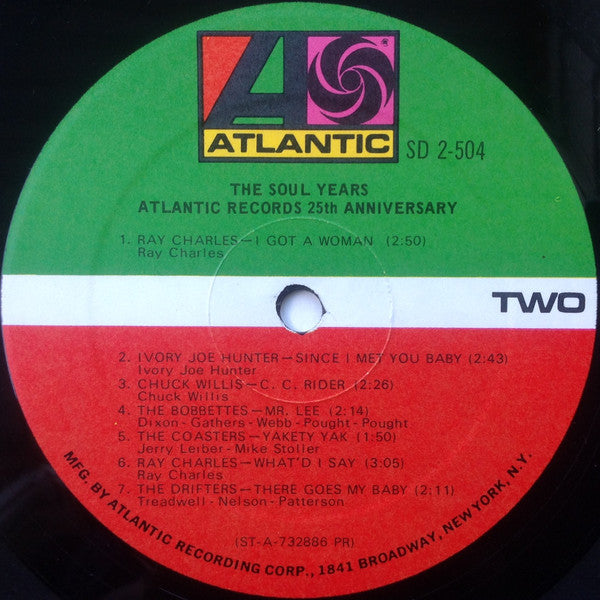 ATLANTIC
SD 2-504
THE SOUL YEARS
ATLANTIC RECORDS 25th ANNIVERSARY
1. RAY CHARLES—I GOT A WOMAN (2:50)
Ray Charles
TWO
2. IVORY JOE HUNTER—SINCE I MET YOU BABY (2:43)
Ivory Joe Hunter
3. CHUCK WILLIS—C. C. RIDER (2:26)
Chuck Willis
4. THE BOBBETTES—MR. LEE (2:14)
Dixon - Gathers - Webb - Pought - Pought
5. THE COASTERS—YAKETY YAK (1:50)
Jerry Leiber - Mike Stoller
6. RAY CHARLES—WHAT'D I SAY (3:05)
Ray Charles
7. THE DRIFTERS—THERE GOES MY BABY (2:11)
Treadwell - Nelson - Patterson
(ST-A-732886 PR)
MFG. BY ATLANTIC RECORDING CORP., 1841 BROADWAY, NEW YORK, N.Y.